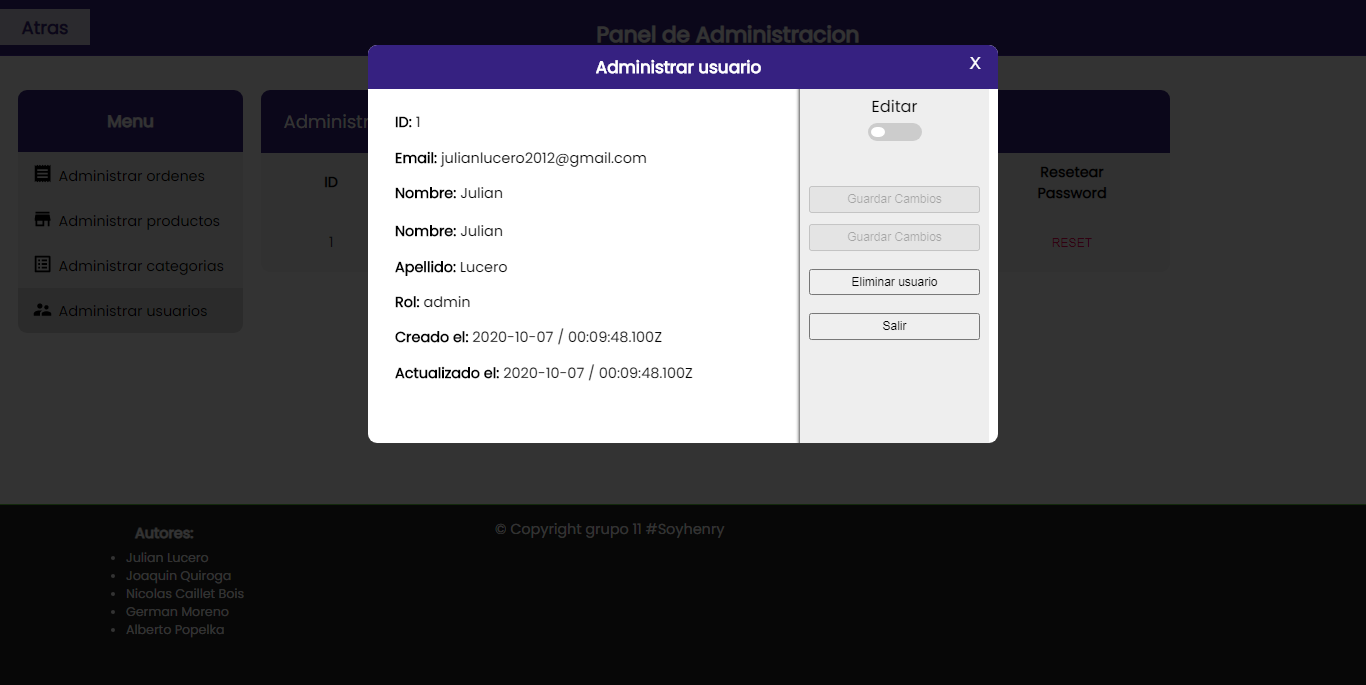 Atras
Panel de Administracion
Administrar usuario
X
Menu
Administrar ordenes
Administrar productos
Administrar categorias
Administrar usuarios
Administr
ID
1
Resetear
Password
RESET
ID: 1
Email: julianlucero2012@gmail.com
Nombre: Julian
Nombre: Julian
Apellido: Lucero
Rol: admin
Creado el: 2020-10-07 / 00:09:48.100Z
Actualizado el: 2020-10-07 / 00:09:48.100Z
Editar
Guardar Cambios
Guardar Cambios
Eliminar usuario
Salir
Autores:
Julian Lucero
Joaquin Quiroga
Nicolas Caillet Bois
German Moreno
Alberto Popelka
© Copyright grupo 11 #Soyhenry